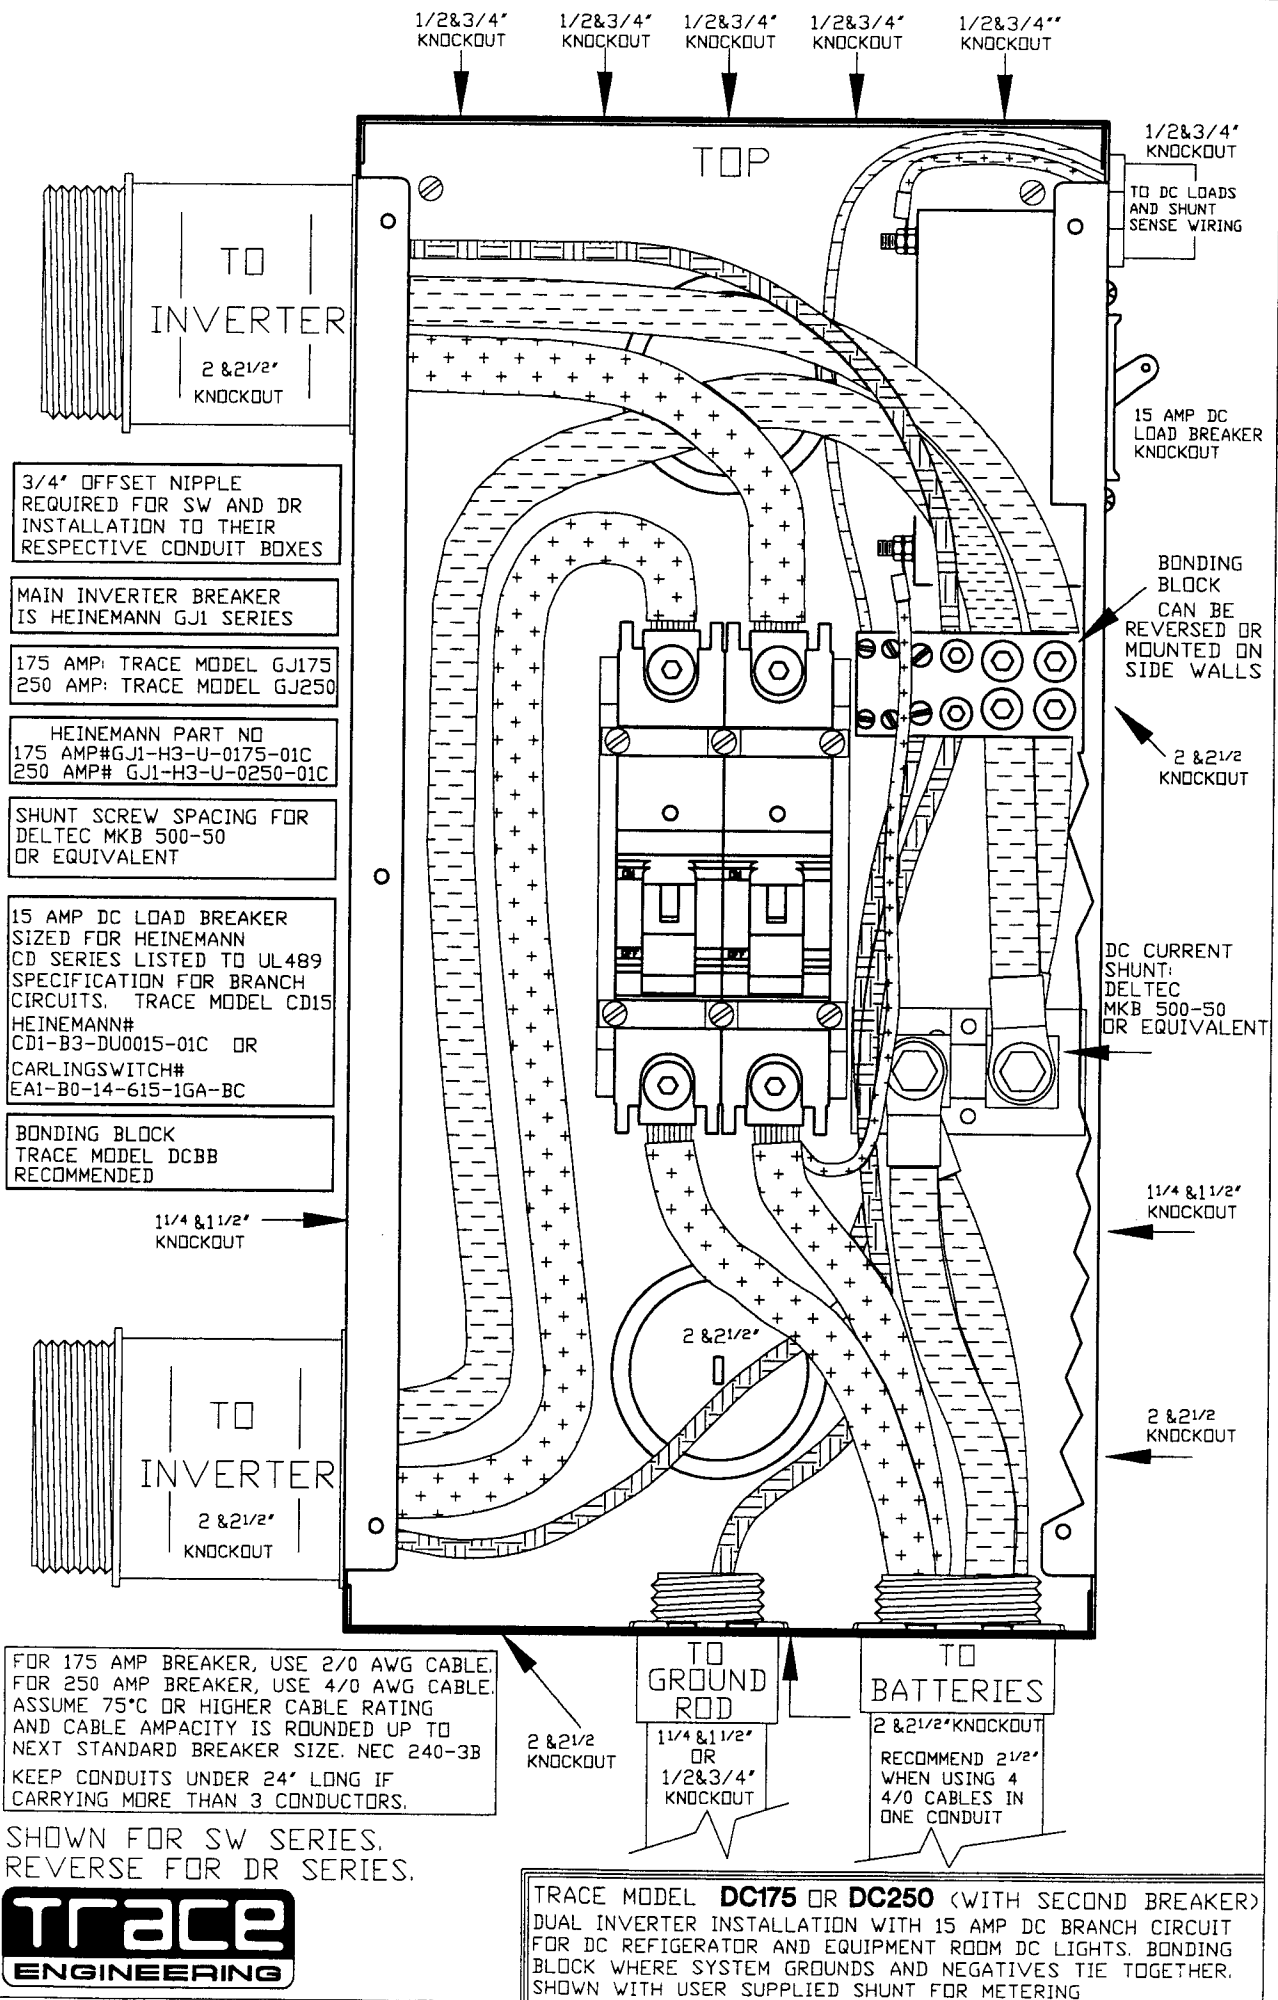 1/2&3/4"
KNOCKOUT
1/2&3/4"
KNOCKOUT
1/2&3/4"
KNOCKOUT
1/2&3/4"
KNOCKOUT
1/2&3/4""
KNOCKOUT
1/2&3/4"
KNOCKOUT
TOP
TO DC LOADS
AND SHUNT
SENSE WIRING
TO
INVERTER
2 &21/2"
KNOCKOUT
15 AMP DC
LOAD BREAKER
KNOCKOUT
3/4" OFFSET NIPPLE
REQUIRED FOR SW AND DR
INSTALLATION TO THEIR
RESPECTIVE CONDUIT BOXES
MAIN INVERTER BREAKER
IS HEINEMANN GJ1 SERIES
175 AMP: TRACE MODEL GJ175
250 AMP: TRACE MODEL GJ250
HEINEMANN PART NO
175 AMP#GJ1-H3-U-0175-01C
250 AMP# GJ1-H3-U-0250-01C
SHUNT SCREW SPACING FOR
DELTEC MKB 500-50
OR EQUIVALENT
15 AMP DC LOAD BREAKER
SIZED FOR HEINEMANN
CD SERIES LISTED TO UL489
SPECIFICATION FOR BRANCH
CIRCUITS. TRACE MODEL CD15
HEINEMANN#
CD1-B3-DU0015-01C OR
CARLINGSWITCH#
EA1-B0-14-615-1GA-BC
BONDING BLOCK
TRACE MODEL DCBB
RECOMMENDED
BONDING
BLOCK
CAN BE
REVERSED OR
MOUNTED ON
SIDE WALLS
2 &21/2
KNOCKOUT
ON
ON
OFF
OFF
DC CURRENT
SHUNT:
DELTEC
MKB 500-50
OR EQUIVALENT
11/4 &11/2"
KNOCKOUT
11/4 &11/2"
KNOCKOUT
2 &21/2"
TO
INVERTER
2 &21/2"
KNOCKOUT
2 &21/2
KNOCKOUT
FOR 175 AMP BREAKER, USE 2/0 AWG CABLE.
FOR 250 AMP BREAKER, USE 4/0 AWG CABLE.
ASSUME 75°C OR HIGHER CABLE RATING
AND CABLE AMPACITY IS ROUNDED UP TO
NEXT STANDARD BREAKER SIZE. NEC 240-3B
KEEP CONDUITS UNDER 24" LONG IF
CARRYING MORE THAN 3 CONDUCTORS.
2 &21/2
KNOCKOUT
TO
GROUND
ROD
11/4 &11/2"
OR
1/2&3/4"
KNOCKOUT
TO
BATTERIES
2 &21/2"KNOCKOUT
RECOMMEND 21/2"
WHEN USING 4
4/0 CABLES IN
ONE CONDUIT
SHOWN FOR SW SERIES.
REVERSE FOR DR SERIES.
Trace
ENGINEERING
TRACE MODEL DC175 OR DC250 (WITH SECOND BREAKER)
DUAL INVERTER INSTALLATION WITH 15 AMP DC BRANCH CIRCUIT
FOR DC REFIGERATOR AND EQUIPMENT ROOM DC LIGHTS. BONDING
BLOCK WHERE SYSTEM GROUNDS AND NEGATIVES TIE TOGETHER.
SHOWN WITH USER SUPPLIED SHUNT FOR METERING